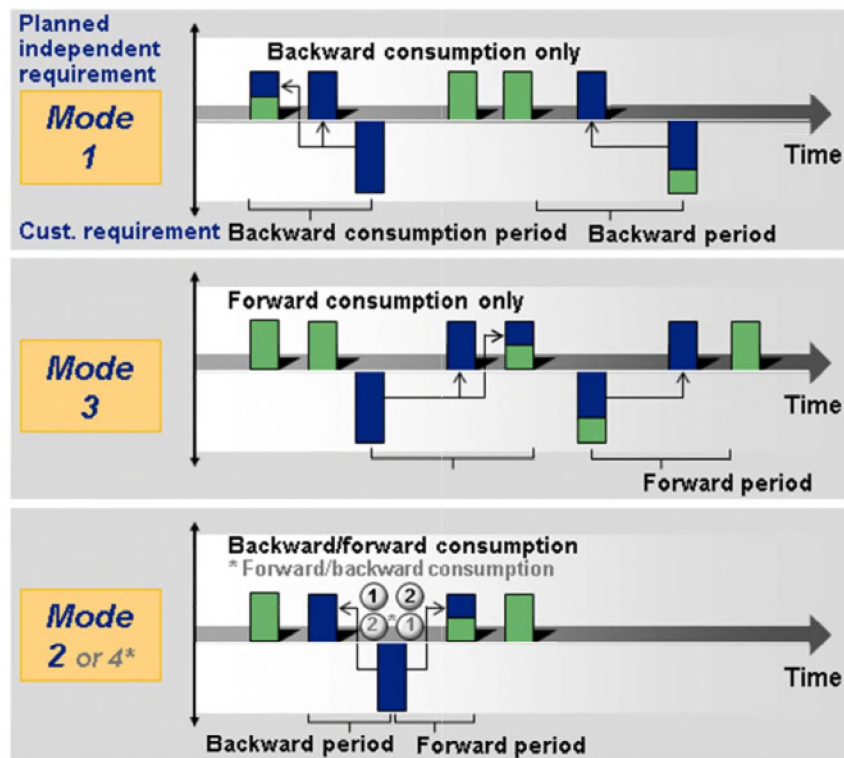 Planned
independent
requirement
Backward consumption only
Mode
1
Time
Cust. requirement
Backward consumption period
Backward period
Forward consumption only
Mode
3
Time
Forward period
Backward/forward consumption
* Forward/backward consumption
1 2
2 * 1
Mode
2 or 4*
Time
Backward period
Forward period